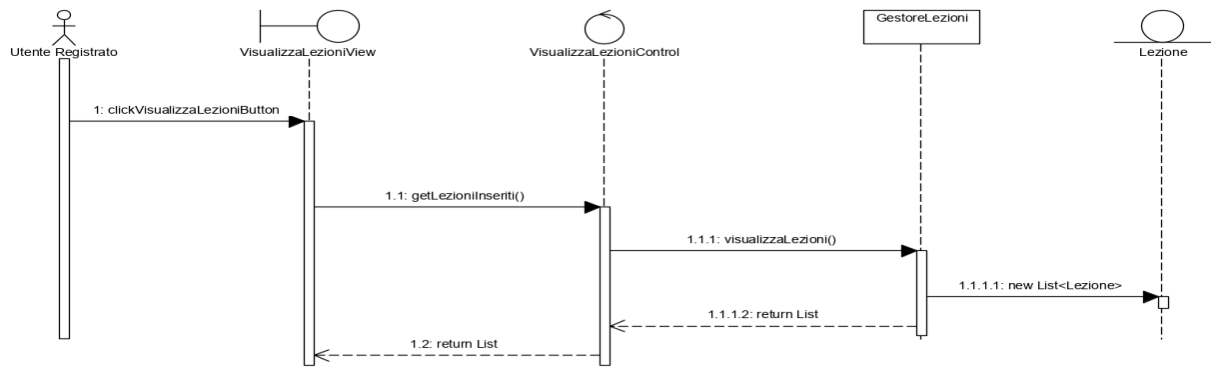 GestoreLezioni
Utente Registrato
VisualizzaLezioniView
VisualizzaLezioniControl
Lezione
1: clickVisualizzaLezioniButton
1.1: getLezioniInseriti()
1.1.1: visualizzaLezioni()
1.1.1.1: new List<Lezione>
1.1.1.2: return List
1.2: return List